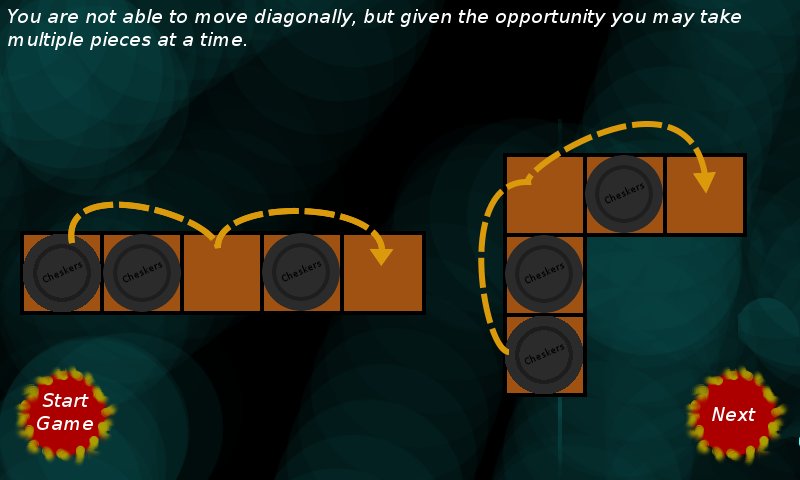 You are not able to move diagonally, but given the opportunity you may take
multiple pieces at a time.
Cheskers
Cheskers
Cheskers
Cheskers
Cheskers
Cheskers
Start
Game
Next